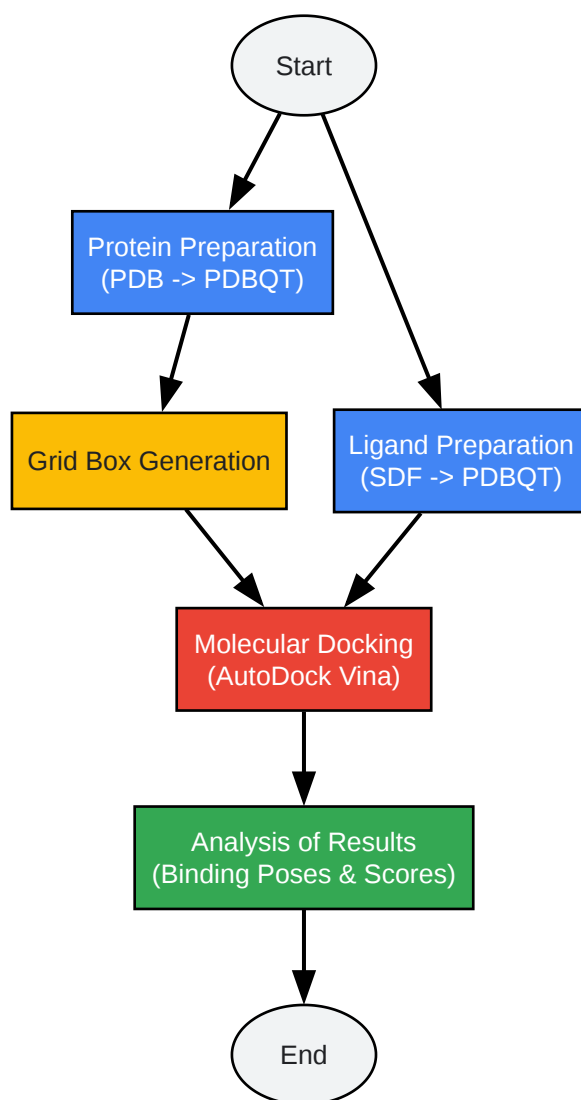 Start
Protein Preparation
(PDB -> PDBQT)
Grid Box Generation
Ligand Preparation
(SDF -> PDBQT)
Molecular Docking
(AutoDock Vina)
Analysis of Results
(Binding Poses & Scores)
End